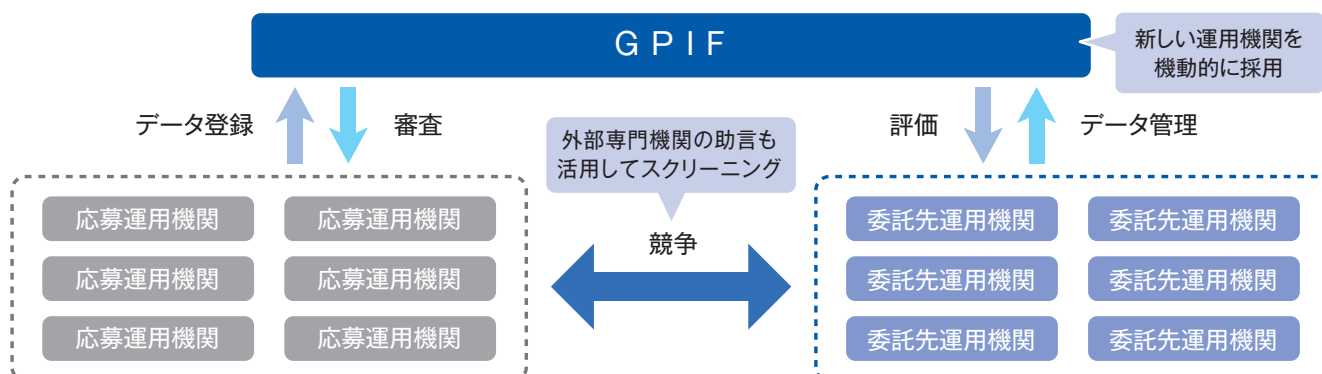 GPIF
新しい運用機関を
機動的に採用
データ登録
審査
外部専門機関の助言も
活用してスクリーニング
評価
データ管理
応募運用機関 応募運用機関
応募運用機関 応募運用機関
応募運用機関 応募運用機関
競争
委託先運用機関 委託先運用機関
委託先運用機関 委託先運用機関
委託先運用機関 委託先運用機関